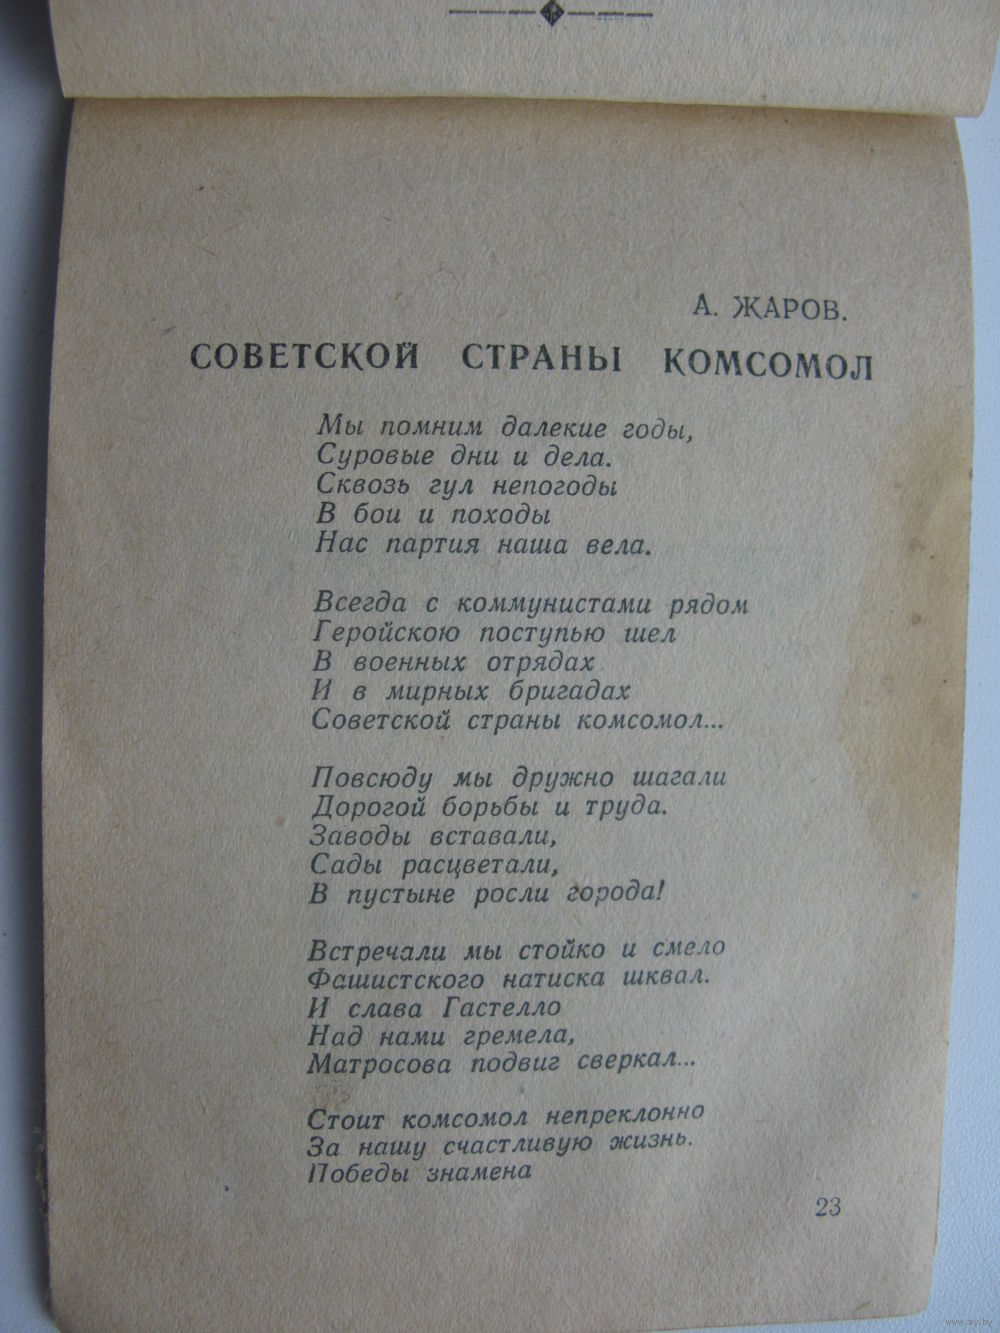 А. ЖАРОВ.
СОВЕТСКОЙ СТРАНЫ КОМСОМОЛ
Мы помним далекие годы,
Суровые дни и дела.
Сквозь гул непогоды
В бои и походы
Нас партия наша вела.
Всегда с коммунистами рядом
Геройскою поступью шел
В военных отрядах
И в мирных бригадах
Советской страны комсомол...
Повсюду мы дружно шагали
Дорогой борьбы и труда.
Заводы вставали,
Сады расцветали,
В пустыне росли города!
Встречали мы стойко и смело
Фашистского натиска шквал.
И слава Гастелло
Над нами гремела,
Матросова подвиг сверкал...
Стоит комсомол непреклонно
За нашу счастливую жизнь.
Победы знамена
23
www.ay.by